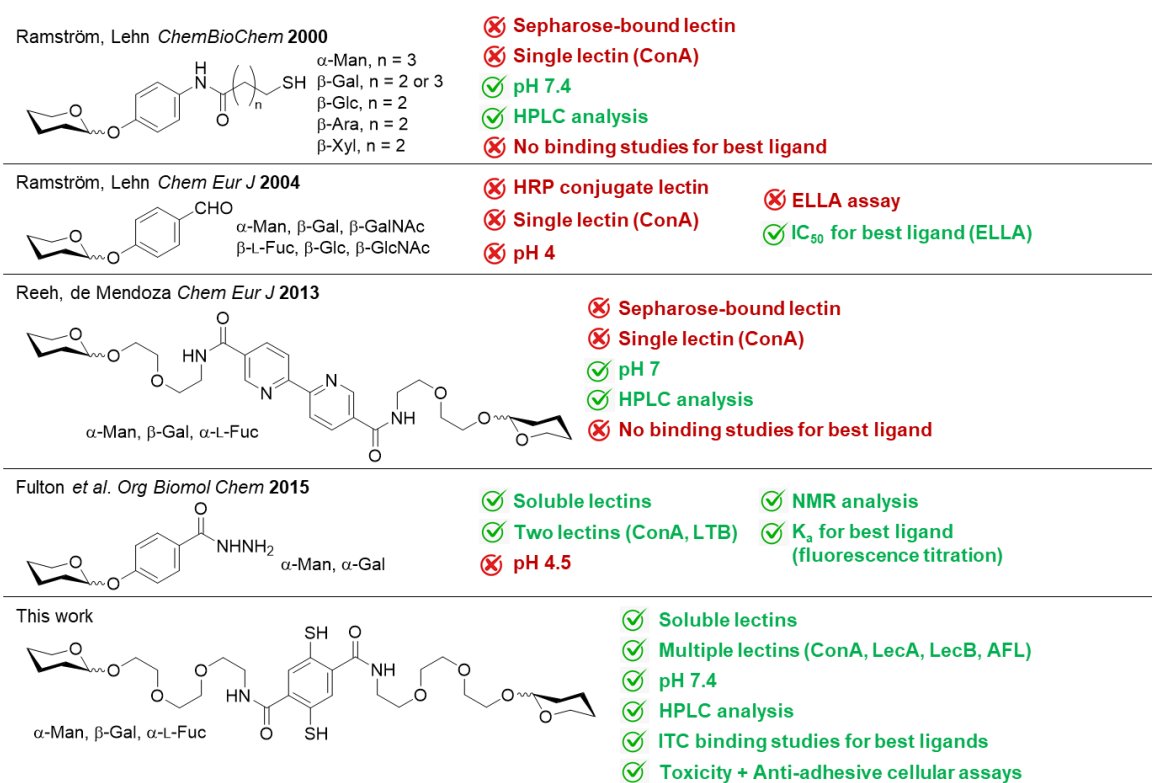 Ramström, Lehn ChemBioChem 2000
O
O
H
N
O
n
SH
α-Man, n = 3
β-Gal, n = 2 or 3
β-Glc, n = 2
β-Ara, n = 2
β-Xyl, n = 2
Sepharose-bound lectin
Single lectin (ConA)
pH 7.4
HPLC analysis
No binding studies for best ligand
Ramström, Lehn Chem Eur J 2004
O
O
CHO
α-Man, β-Gal, β-GalNAc
β-L-Fuc, β-Glc, β-GlcNAc
HRP conjugate lectin
Single lectin (ConA)
pH 4
ELLA assay
IC₅₀ for best ligand (ELLA)
Reeh, de Mendoza Chem Eur J 2013
O
O
O
HN
O
N
N
O
NH
O
O
O
α-Man, β-Gal, α-L-Fuc
Sepharose-bound lectin
Single lectin (ConA)
pH 7
HPLC analysis
No binding studies for best ligand
Fulton et al. Org Biomol Chem 2015
O
O
O
NHNH₂
α-Man, α-Gal
Soluble lectins
Two lectins (ConA, LTB)
pH 4.5
NMR analysis
Kₐ for best ligand
(fluorescence titration)
This work
O
O
O
O
HN
O
SH
SH
O
NH
O
O
O
O
α-Man, β-Gal, α-L-Fuc
Soluble lectins
Multiple lectins (ConA, LecA, LecB, AFL)
pH 7.4
HPLC analysis
ITC binding studies for best ligands
Toxicity + Anti-adhesive cellular assays